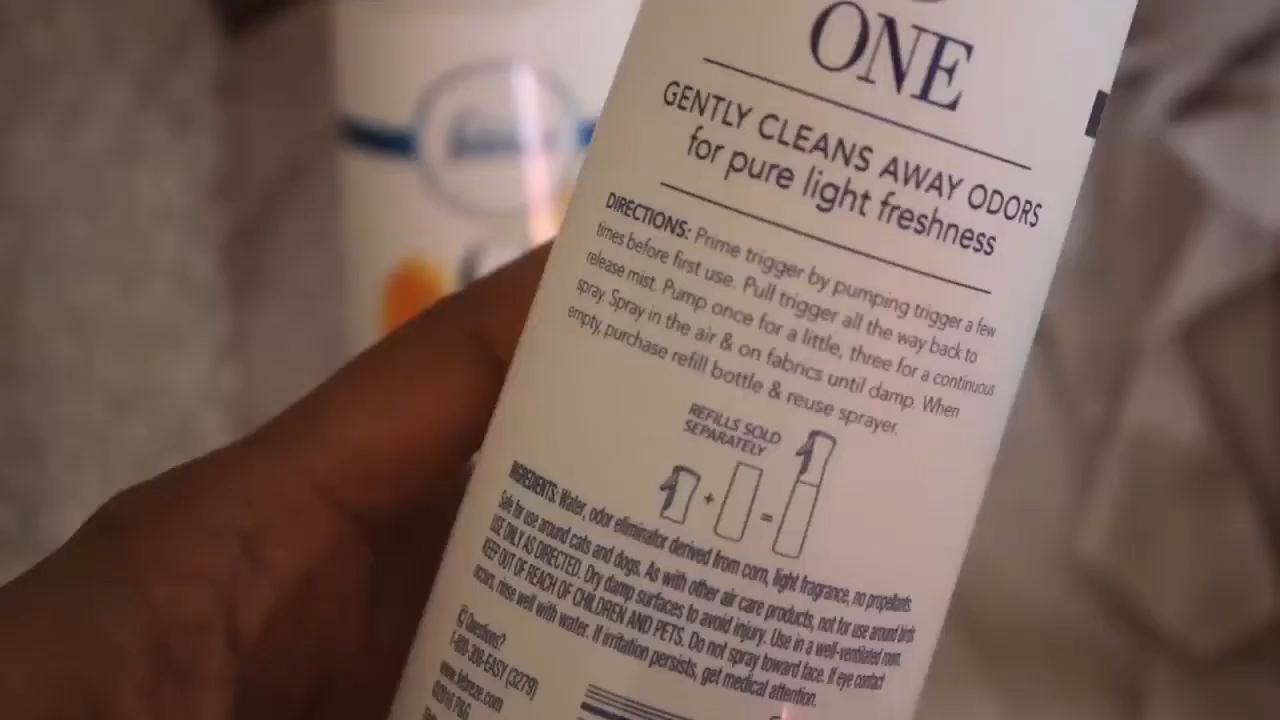 ONE
GENTLY CLEANS AWAY ODORS
for pure light freshness
DIRECTIONS: Prime trigger by pumping trigger a few
times before first use. Pull trigger all the way back to
release mist. Pump once for a little, three for a continuous
spray. Spray in the air & on fabrics until damp. When
empty, purchase refill bottle & reuse sprayer.
REFILLS SOLD
SEPARATELY
+ =
INGREDIENTS: Water, odor eliminator derived from corn, light fragrance, no propellants.
Safe for use around cats and dogs. As with other air care products, not for use around birds
USE ONLY AS DIRECTED. Dry damp surfaces to avoid injury. Use in a well-ventilated room.
KEEP OUT OF REACH OF CHILDREN AND PETS. Do not spray toward face. If eye contact
occurs, rinse well with water. If irritation persists, get medical attention.
Questions?
1-800-308-EASY (3279)
www.febreze.com
©2016 P&G